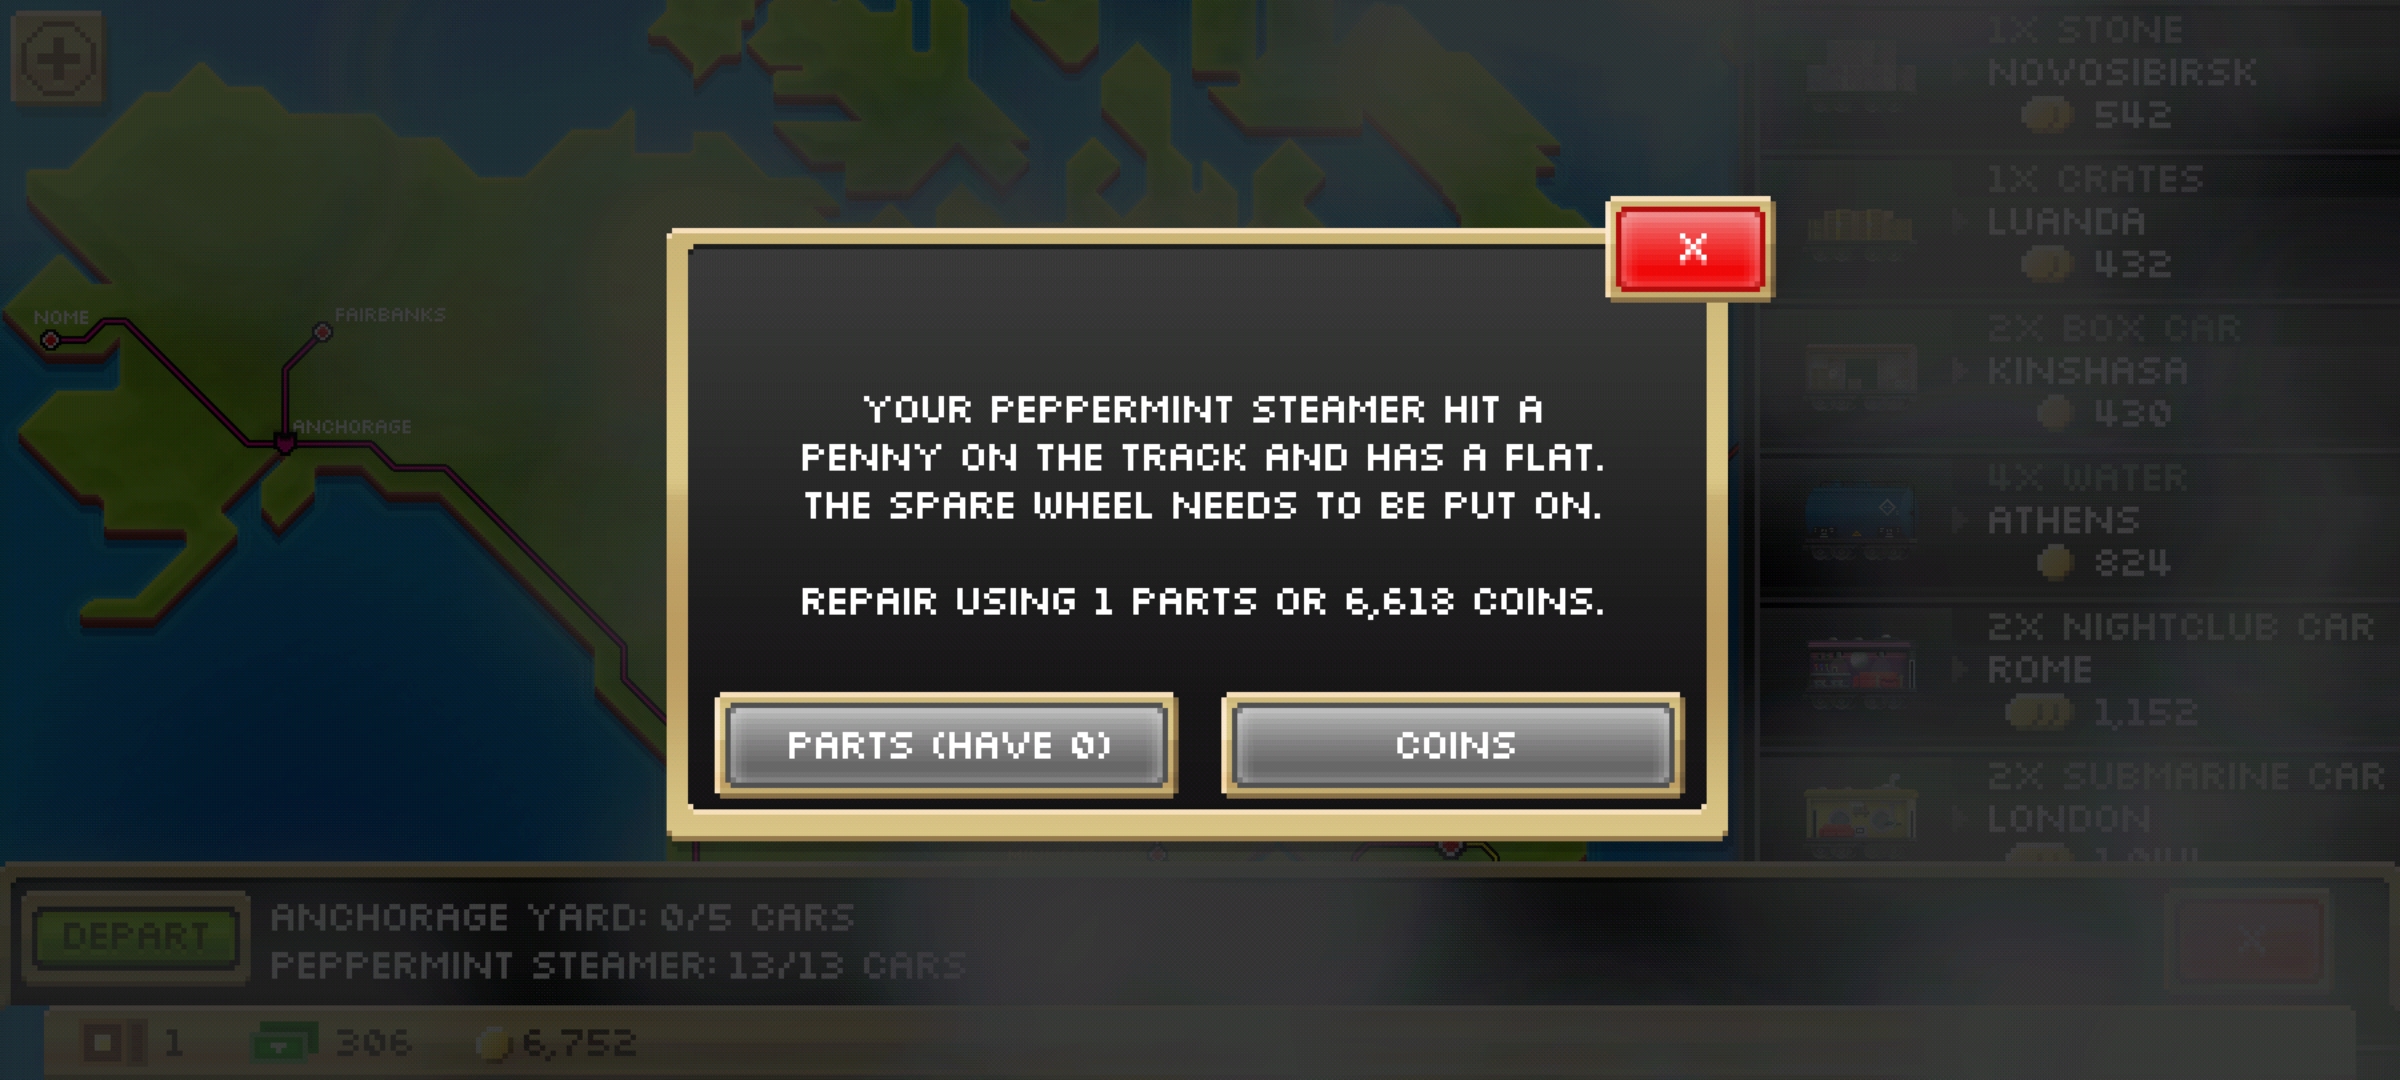 1X STONE
NOVOSIBIRSK
542
1X CRATES
LUANDA
432
2X BOX CAR
KINSHASA
430
4X WATER
ATHENS
824
2X NIGHTCLUB CAR
ROME
1,152
2X SUBMARINE CAR
LONDON
NOME
FAIRBANKS
ANCHORAGE
X
YOUR PEPPERMINT STEAMER HIT A
PENNY ON THE TRACK AND HAS A FLAT.
THE SPARE WHEEL NEEDS TO BE PUT ON.
REPAIR USING 1 PARTS OR 6,618 COINS.
PARTS (HAVE 0)
COINS
DEPART
ANCHORAGE YARD: 0/5 CARS
PEPPERMINT STEAMER: 13/13 CARS
X
1
306
6,752